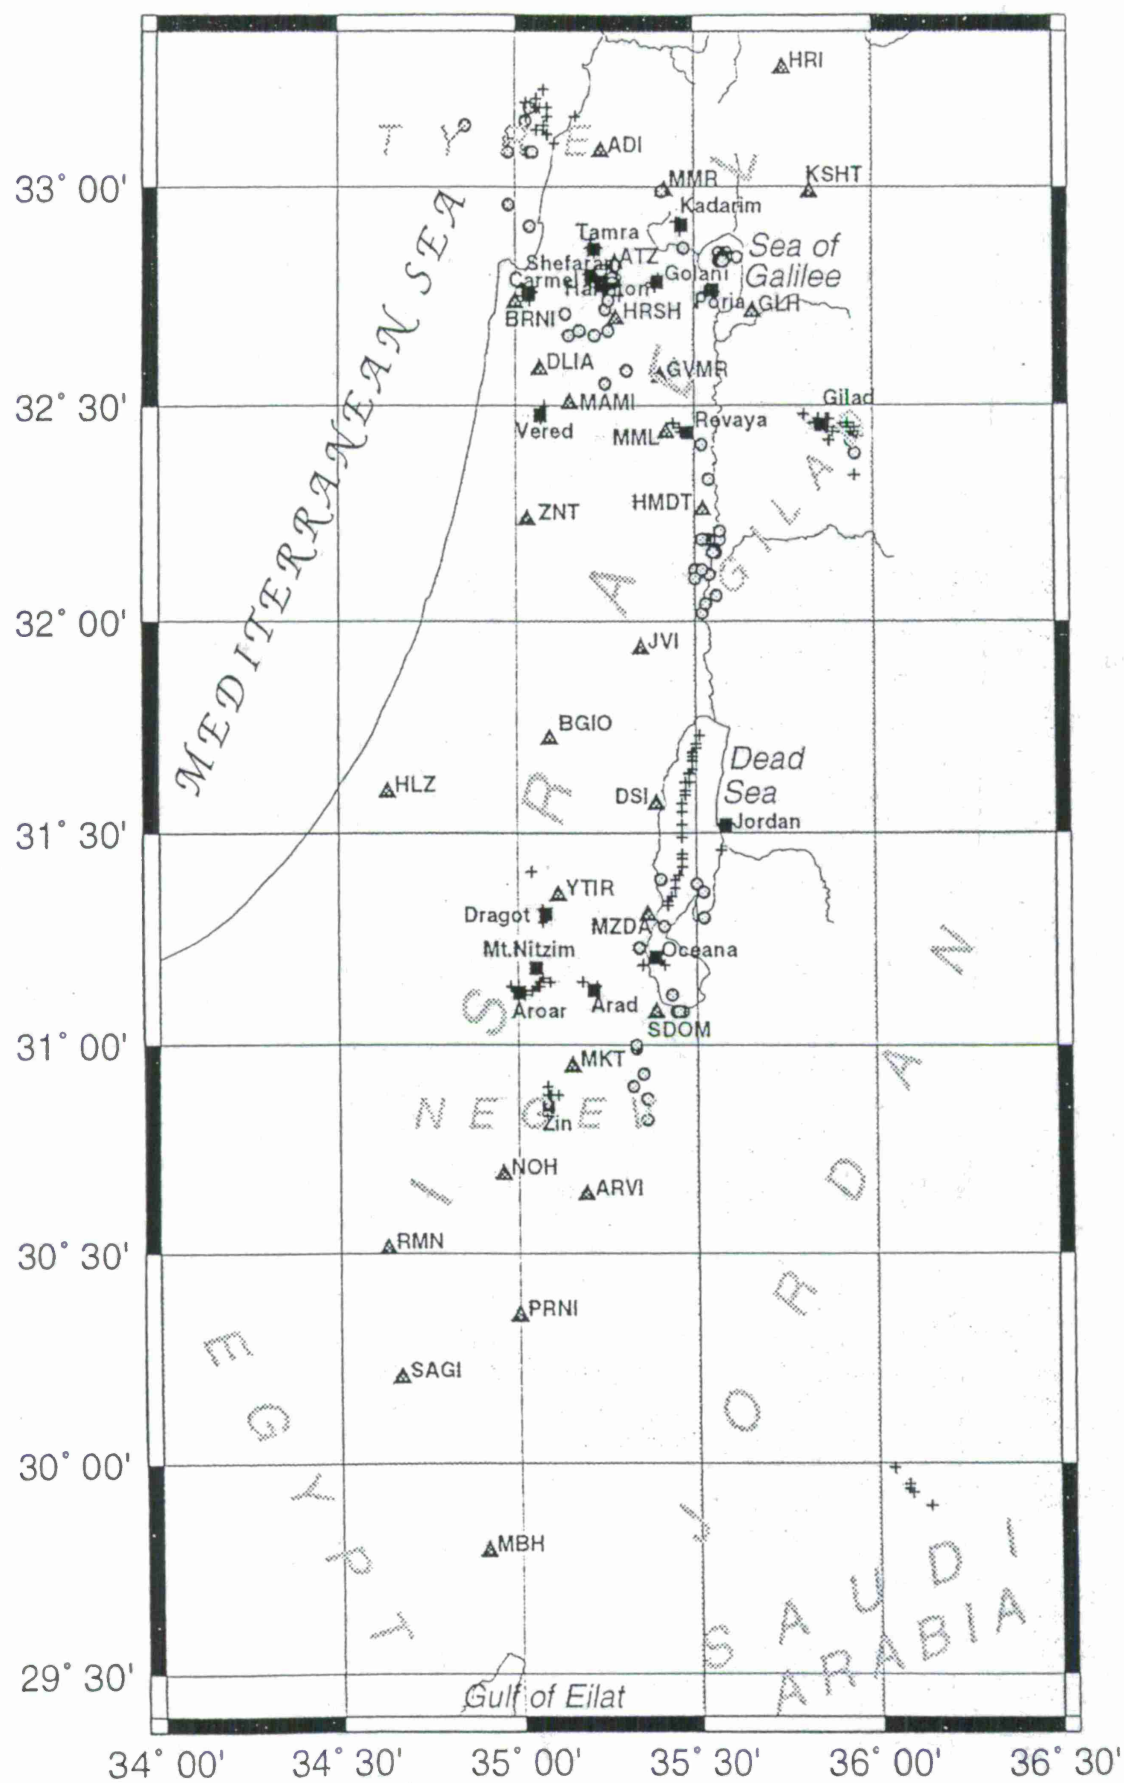 HRI
T Y R E
ADI
33° 00'
MMR
KSHT
Kadarim
Tamra
Sea of
Galilee
ATZ
Shefaram
Golani
Carmel
Poria
GLH
BRNI
HRSH
MEDITERRANEAN SEA
DLIA
GVMR
32° 30'
MAMI
Gilad
Vered
MML
Revaya
ZNT
HMDT
GILAD
32° 00'
JVI
BGIO
HLZ
DSI
Dead
Sea
31° 30'
Jordan
YTIR
Dragot
MZDA
Mt.Nitzim
Oceana
Aroar
Arad
SDOM
31° 00'
MKT
NEGEV
Zin
NOH
ARVI
ISRAEL
RMN
30° 30'
PRNI
SAGI
JORDAN
EGYPT
30° 00'
MBH
SAUDI
ARABIA
29° 30'
Gulf of Eilat
34° 00' 34° 30' 35° 00' 35° 30' 36° 00' 36° 30'